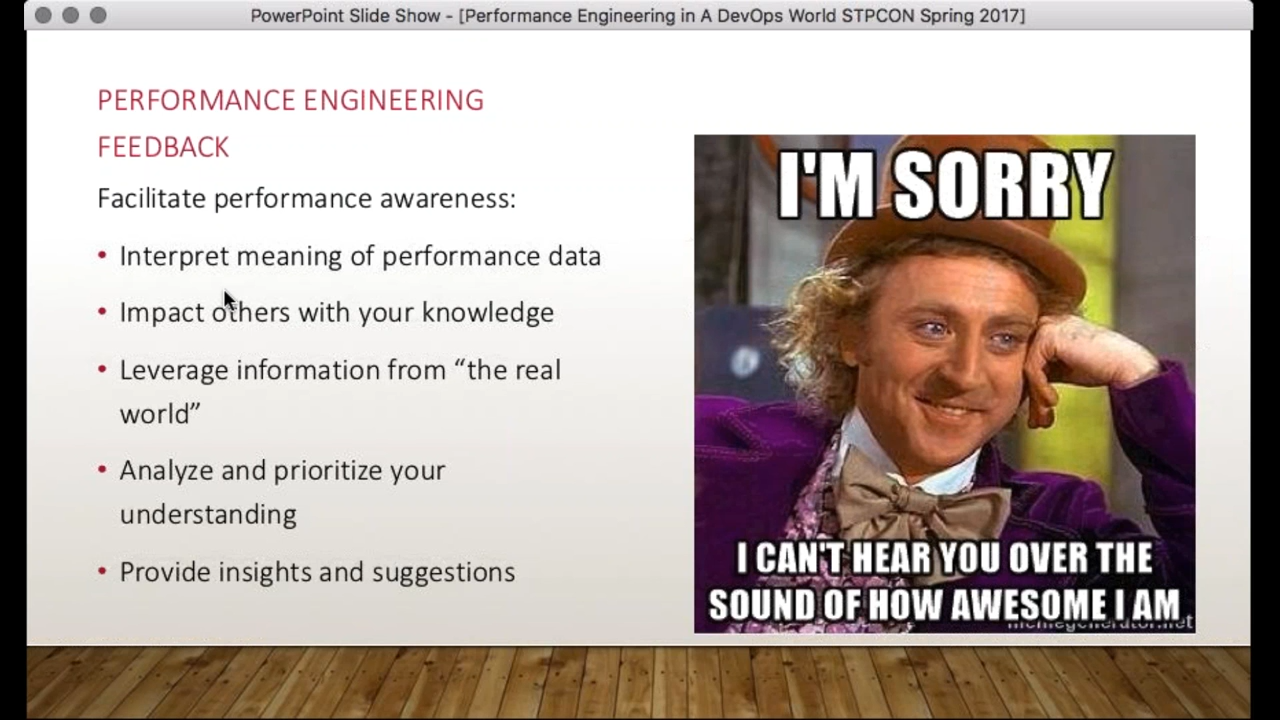 PowerPoint Slide Show - [Performance Engineering in A DevOps World STPCON Spring 2017]
PERFORMANCE ENGINEERING
FEEDBACK
Facilitate performance awareness:
• Interpret meaning of performance data
• Impact others with your knowledge
• Leverage information from “the real
world”
• Analyze and prioritize your
understanding
• Provide insights and suggestions
I'M SORRY
I CAN'T HEAR YOU OVER THE
SOUND OF HOW AWESOME I AM
memegenerator.net